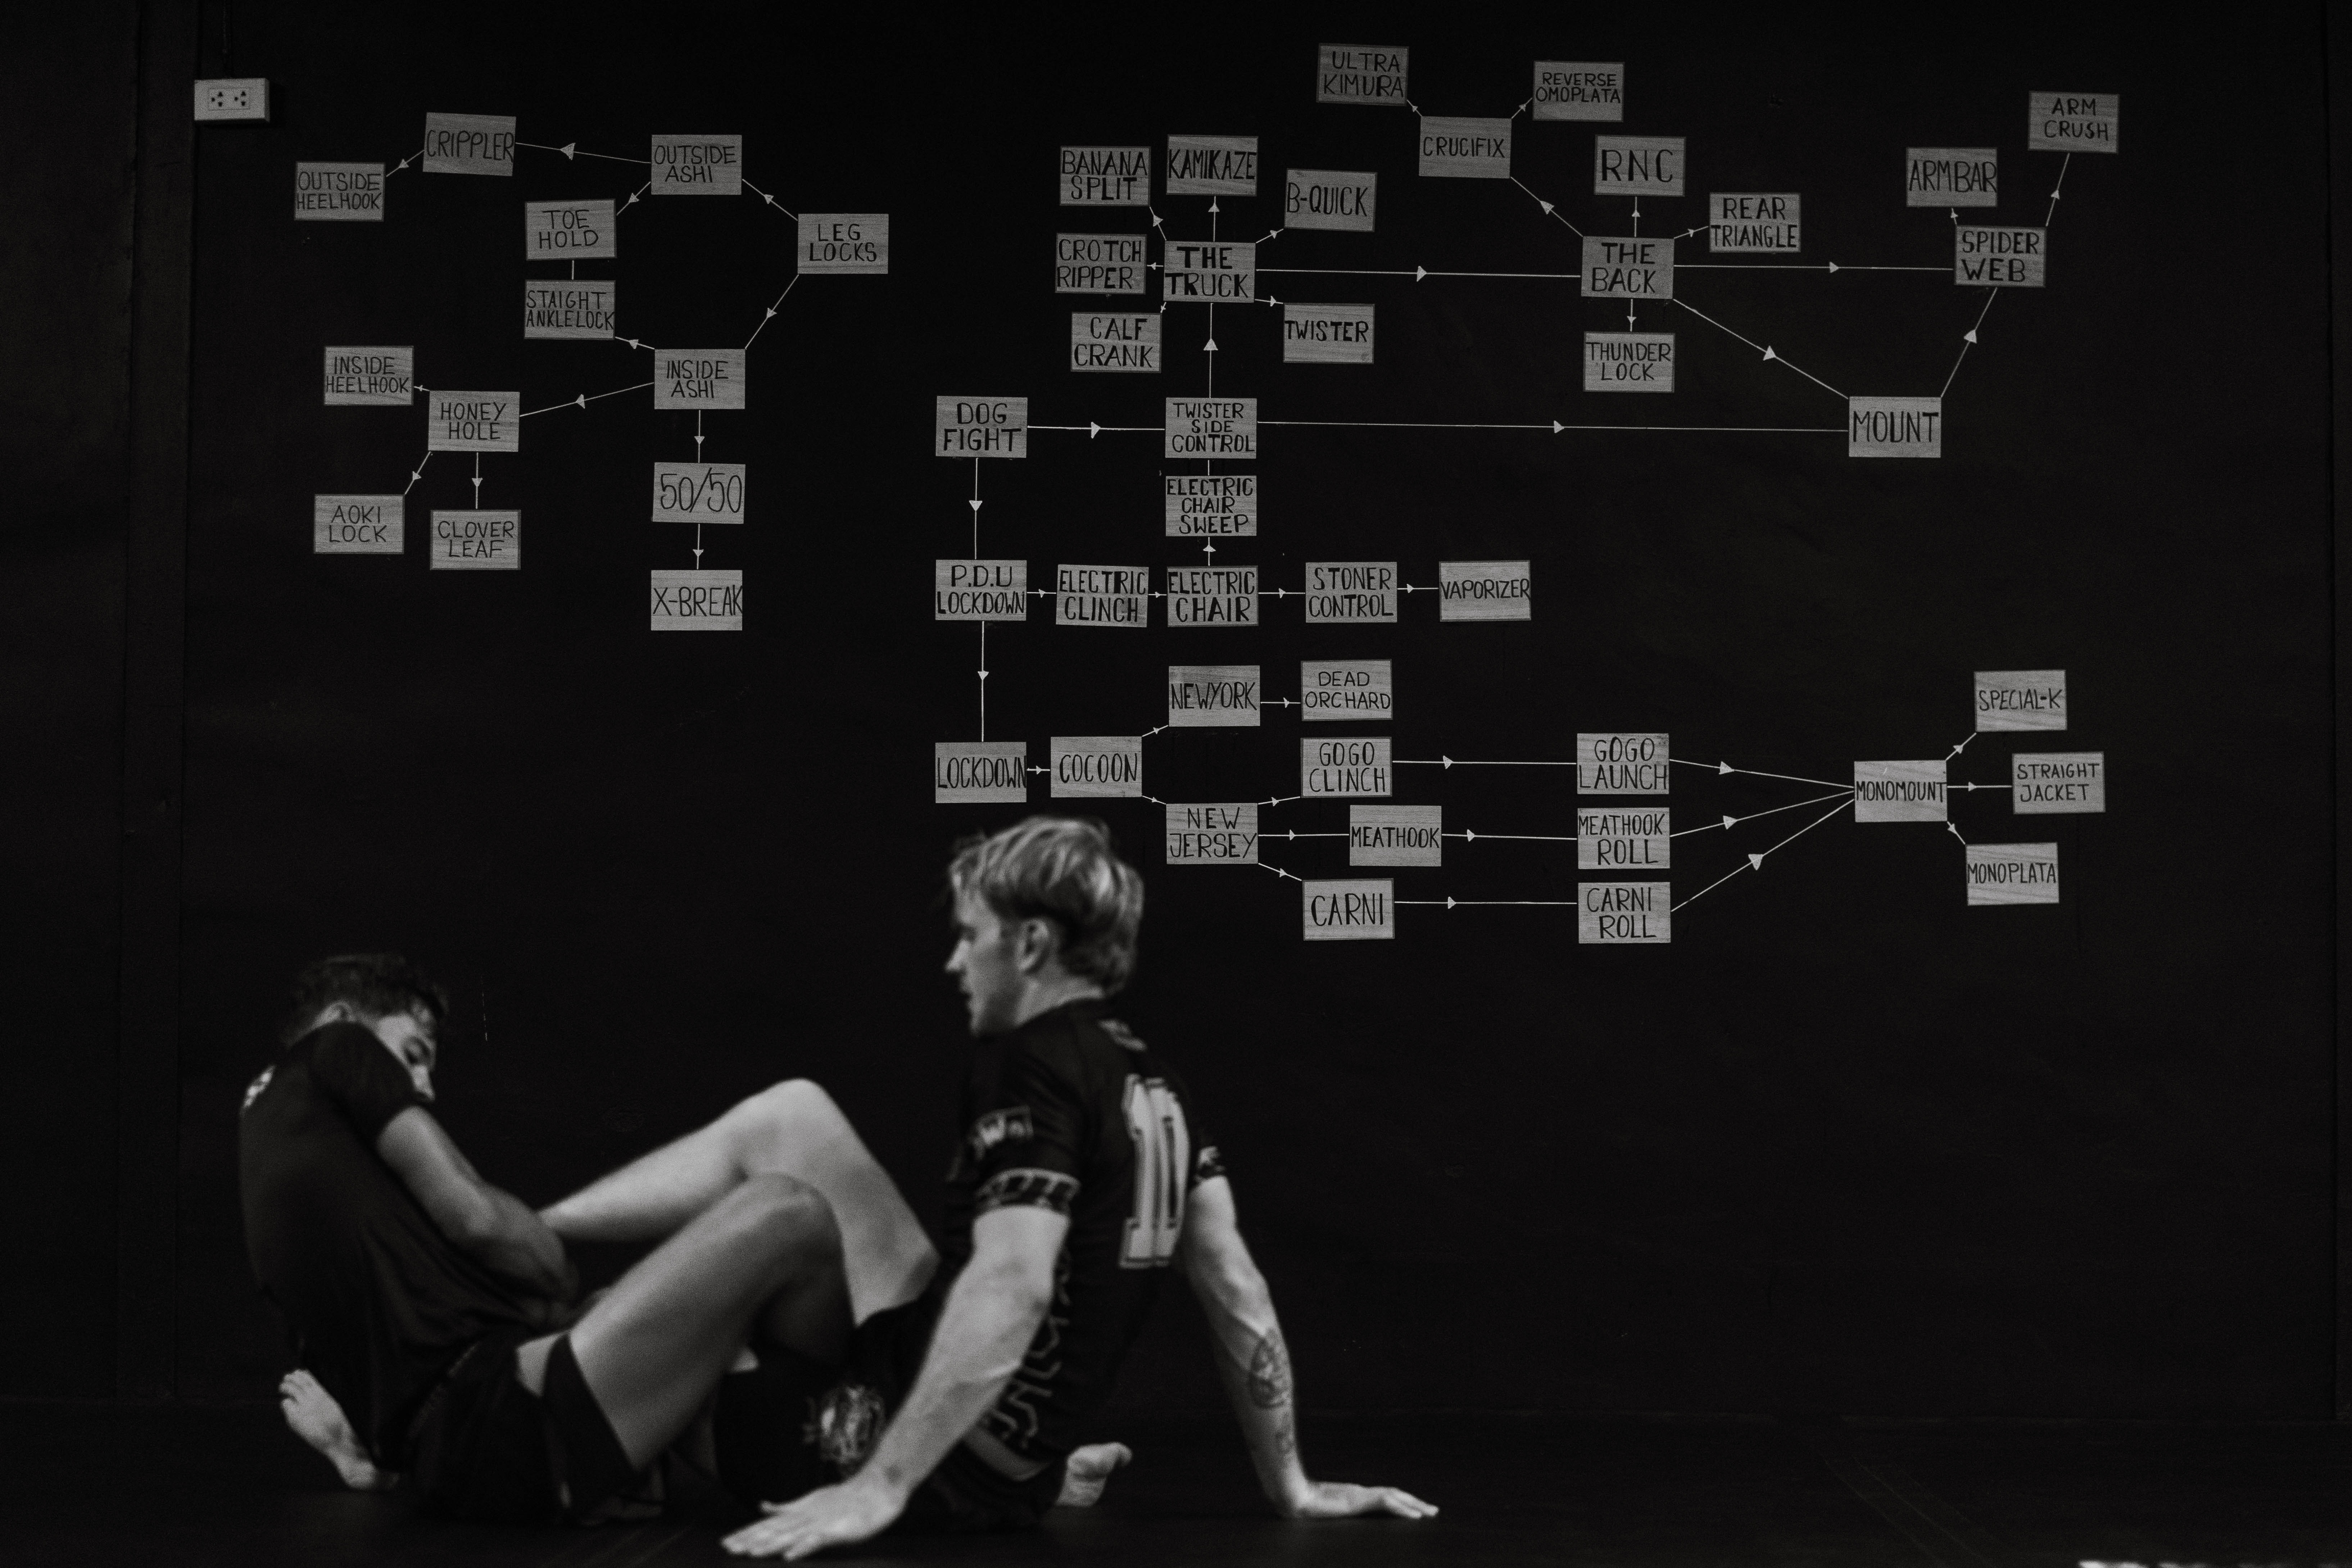 CRIPPLER
OUTSIDE
HEELHOOK
OUTSIDE
ASHI
TOE
HOLD
LEG
LOCKS
STAIGHT
ANKLELOCK
INSIDE
ASHI
INSIDE
HEELHOOK
HONEY
HOLE
AOKI
LOCK
CLOVER
LEAF
50/50
X-BREAK
ULTRA
KIMURA
REVERSE
OMOPLATA
CRUCIFIX
BANANA
SPLIT
KAMIKAZE
B-QUICK
CROTCH
RIPPER
THE
TRUCK
CALF
CRANK
TWISTER
RNC
REAR
TRIANGLE
THE
BACK
THUNDER
LOCK
ARM
CRUSH
ARMBAR
SPIDER
WEB
DOG
FIGHT
TWISTER
SIDE
CONTROL
MOUNT
ELECTRIC
CHAIR
SWEEP
P.D.U
LOCKDOWN
ELECTRIC
CLINCH
ELECTRIC
CHAIR
STONER
CONTROL
VAPORIZER
NEWYORK
DEAD
ORCHARD
LOCKDOWN
COCOON
GOGO
CLINCH
GOGO
LAUNCH
NEW
JERSEY
MEATHOOK
MEATHOOK
ROLL
CARNI
CARNI
ROLL
MONOMOUNT
SPECIAL-K
STRAIGHT
JACKET
MONOPLATA
10